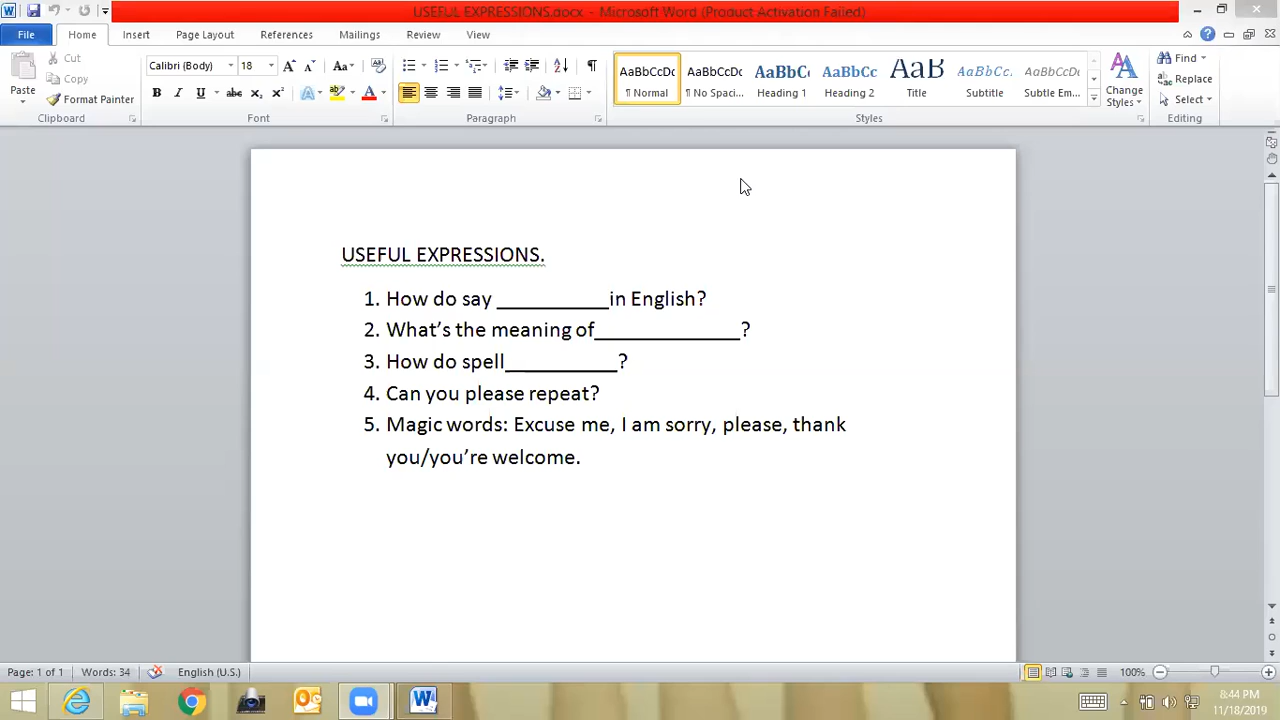 USEFUL EXPRESSIONS.docx - Microsoft Word (Product Activation Failed)
File Home Insert Page Layout References Mailings Review View
Paste
Cut
Copy
Format Painter
Clipboard
Calibri (Body) 18
Font
Paragraph
AaBbCcDc AaBbCcDc AaBbC AaBbCc AaB AaBbCc. AaBbCcDı
¶ Normal ¶ No Spaci... Heading 1 Heading 2 Title Subtitle Subtle Em...
Styles
Change Styles
Find
Replace
Select
Editing
USEFUL EXPRESSIONS.
1. How do say ___________in English?
2. What's the meaning of______________?
3. How do spell___________?
4. Can you please repeat?
5. Magic words: Excuse me, I am sorry, please, thank
you/you're welcome.
Page: 1 of 1 Words: 34 English (U.S.) 100%
8:44 PM
11/18/2019